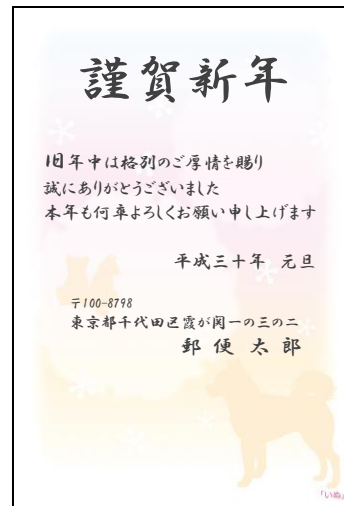 謹賀新年
旧年中は格別のご厚情を賜り
誠にありがとうございました
本年も何卒よろしくお願い申し上げます
平成三十年 元旦
〒100-8798
東京都千代田区霞が関一の三の二
郵便太郎
「いぬ」